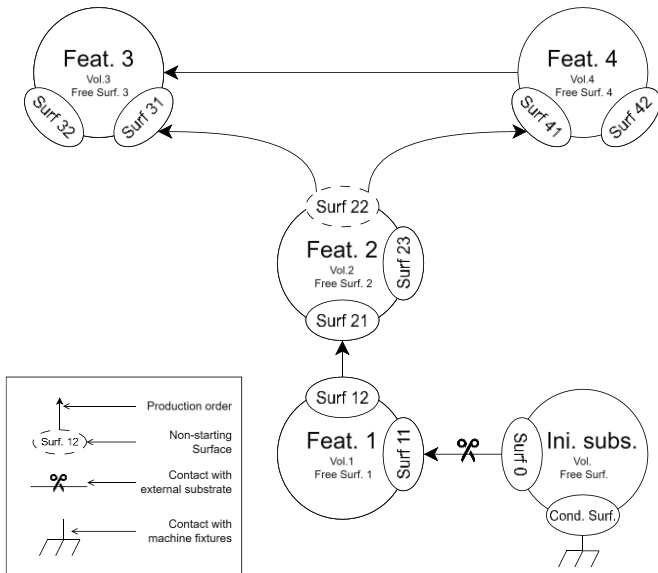 Feat. 3
Vol.3
Free Surf. 3
Surf 32
Surf 31
Feat. 4
Vol.4
Free Surf. 4
Surf 41
Surf 42
Surf 22
Feat. 2
Vol.2
Free Surf. 2
Surf 23
Surf 21
Surf 12
Feat. 1
Vol.1
Free Surf. 1
Surf 11
Surf 0
Ini. subs.
Vol.
Free Surf.
Cond. Surf.
Production order
Surf. 12
Non-starting
Surface
Contact with
external substrate
Contact with
machine fixtures